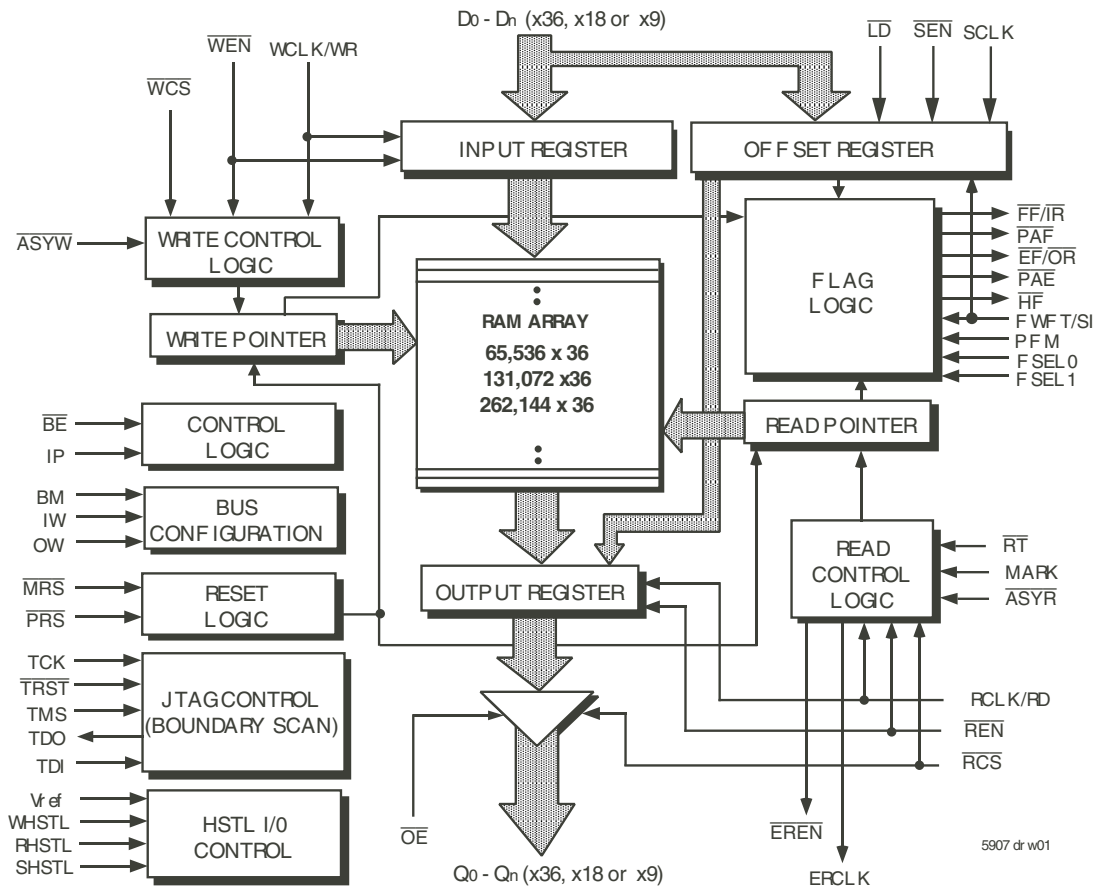 D0 - Dn (x36, x18 or x9)
WEN
WCLK/WR
LD
SEN
SCLK
WCS
INPUT REGISTER
OFFSET REGISTER
ASYW
WRITE CONTROL
LOGIC
WRITE POINTER
FLAG
LOGIC
FF/IR
PAF
EF/OR
PAE
HF
FWFT/SI
PFM
FSEL0
FSEL1
RAM ARRAY
65,536 x 36
131,072 x36
262,144 x 36
BE
IP
CONTROL
LOGIC
READ POINTER
BM
IW
OW
BUS
CONFIGURATION
READ
CONTROL
LOGIC
RT
MARK
ASYR
MRS
PRS
RESET
LOGIC
OUTPUT REGISTER
TCK
TRST
TMS
TDO
TDI
JTAG CONTROL
(BOUNDARY SCAN)
RCLK/RD
REN
RCS
Vref
WHSTL
RHSTL
SHSTL
HSTL I/0
CONTROL
OE
EREN
5907 drw01
Q0 - Qn (x36, x18 or x9)
ERCLK